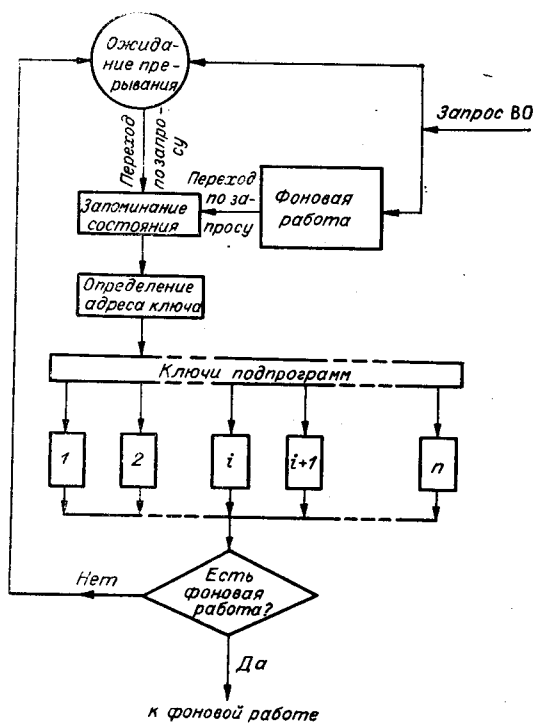 Ожида-
ние пре-
рывания
Запрос ВО
Переход
по запро-
су
Переход
по за-
просу
Фоновая
работа
Запоминание
состояния
Определение
адреса ключа
Ключи подпрограмм
1
2
i
i+1
n
Нет
Есть
фоновая
работа?
Да
к фоновой работе